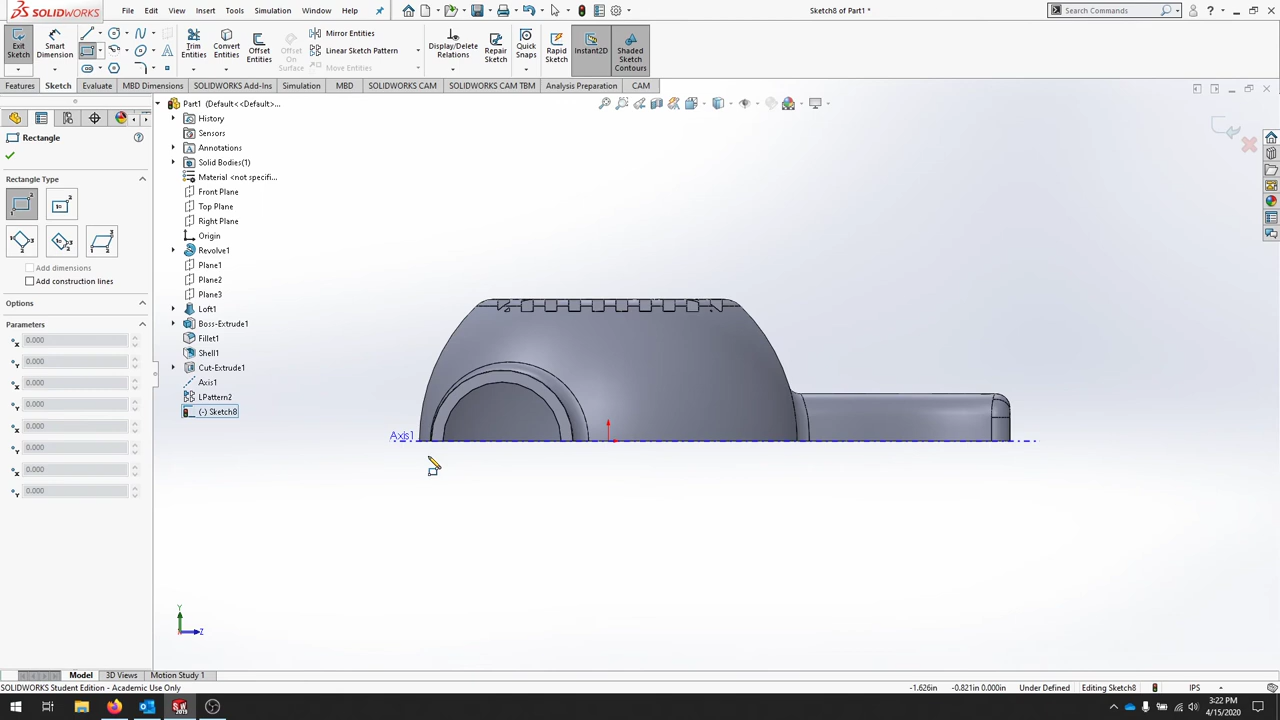 SOLIDWORKS
File
Edit
View
Insert
Tools
Simulation
Window
Help
Sketch8 of Part1 *
Search Commands
Exit Sketch
Smart Dimension
Trim Entities
Convert Entities
Offset Entities
Offset On Surface
Mirror Entities
Linear Sketch Pattern
Move Entities
Display/Delete Relations
Repair Sketch
Quick Snaps
Rapid Sketch
Instant2D
Shaded Sketch Contours
Features
Sketch
Evaluate
MBD Dimensions
SOLIDWORKS Add-Ins
Simulation
MBD
SOLIDWORKS CAM
SOLIDWORKS CAM TBM
Analysis Preparation
CAM
Rectangle
Rectangle Type
Add dimensions
Add construction lines
Options
Parameters
0.000
0.000
0.000
0.000
0.000
0.000
0.000
0.000
Part1 (Default<<Default>...
History
Sensors
Annotations
Solid Bodies(1)
Material <not specifi...
Front Plane
Top Plane
Right Plane
Origin
Revolve1
Plane1
Plane2
Plane3
Loft1
Boss-Extrude1
Fillet1
Shell1
Cut-Extrude1
Axis1
LPattern2
(-) Sketch8
Axis1
Y
Z
Model
3D Views
Motion Study 1
SOLIDWORKS Student Edition - Academic Use Only
-1.626in
-0.821in 0.000in
Under Defined
Editing Sketch8
IPS
3:22 PM
4/15/2020